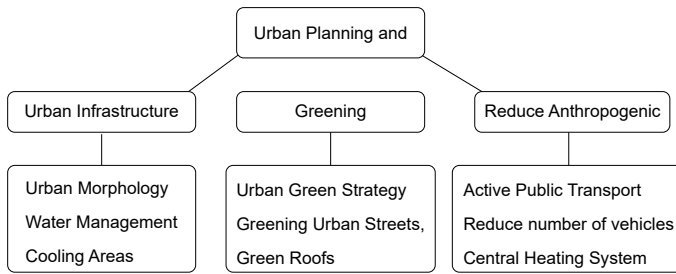 Urban Planning and
Urban Infrastructure
Greening
Reduce Anthropogenic
Urban Morphology
Water Management
Cooling Areas
Urban Green Strategy
Greening Urban Streets,
Green Roofs
Active Public Transport
Reduce number of vehicles
Central Heating System